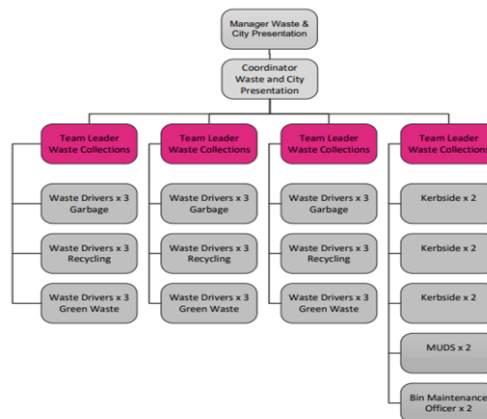 Manager Waste &
City Presentation
Coordinator
Waste and City
Presentation
Team Leader
Waste Collections
Waste Drivers x 3
Garbage
Waste Drivers x 3
Recycling
Waste Drivers x 3
Green Waste
Team Leader
Waste Collections
Waste Drivers x 3
Garbage
Waste Drivers x 3
Recycling
Waste Drivers x 3
Green Waste
Team Leader
Waste Collections
Waste Drivers x 3
Garbage
Waste Drivers x 3
Recycling
Waste Drivers x 3
Green Waste
Team Leader
Waste Collections
Kerbside x 2
Kerbside x 2
Kerbside x 2
MUDS x 2
Bin Maintenance
Officer x 2